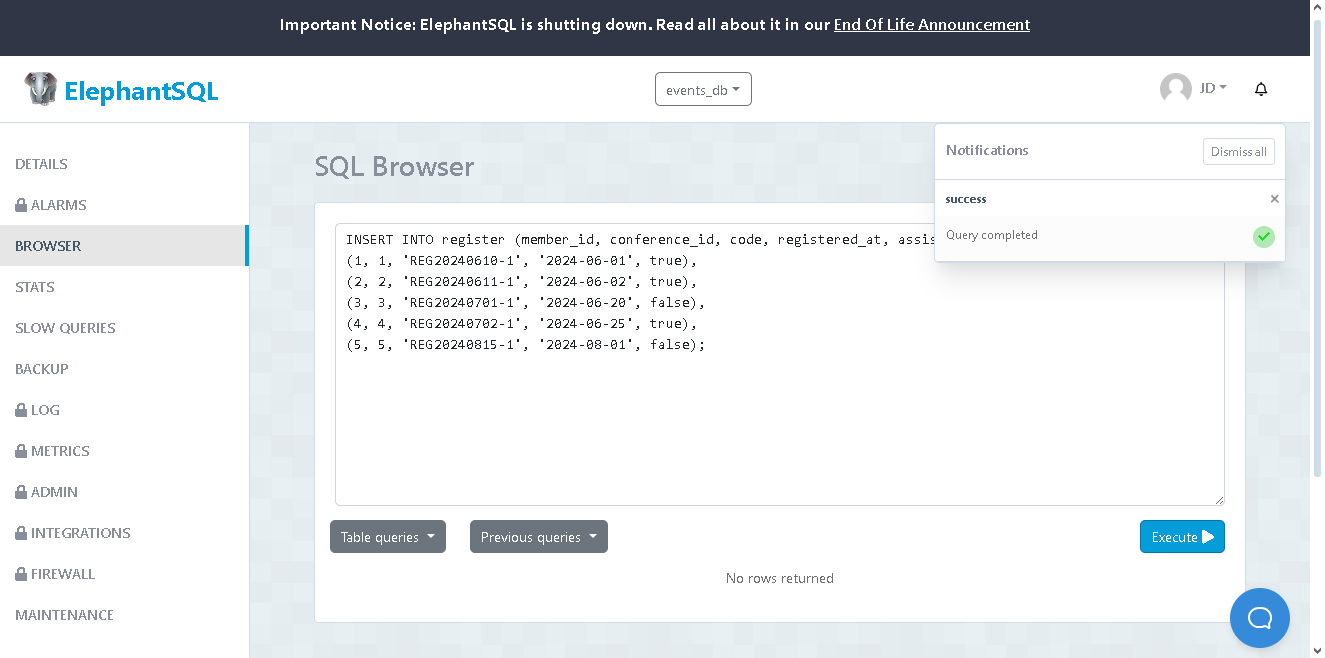 Important Notice: ElephantSQL is shutting down. Read all about it in our End Of Life Announcement
ElephantSQL
events_db
JD
DETAILS
ALARMS
BROWSER
STATS
SLOW QUERIES
BACKUP
LOG
METRICS
ADMIN
INTEGRATIONS
FIREWALL
MAINTENANCE
SQL Browser
Notifications
Dismiss all
success
×
Query completed
INSERT INTO register (member_id, conference_id, code, registered_at,
(1, 1, 'REG20240610-1', '2024-06-01', true),
(2, 2, 'REG20240611-1', '2024-06-02', true),
(3, 3, 'REG20240701-1', '2024-06-20', false),
(4, 4, 'REG20240702-1', '2024-06-25', true),
(5, 5, 'REG20240815-1', '2024-08-01', false);
Table queries
Previous queries
Execute
No rows returned